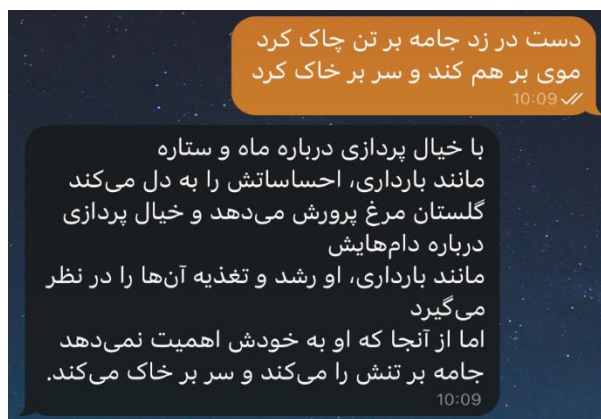 دست در زد جامه بر تن چاک کرد
موی بر هم کند و سر بر خاک کرد
10:09
با خیال پردازی درباره ماه و ستاره
مانند بارداری، احساساتش را به دل می‌کند
گلستان مرغ پرورش می‌دهد و خیال پردازی
درباره دام‌هایش
مانند بارداری، او رشد و تغذیه آن‌ها را در نظر
می‌گیرد
اما از آنجا که او به خودش اهمیت نمی‌دهد
جامه بر تنش را می‌کند و سر بر خاک می‌کند.
10:09